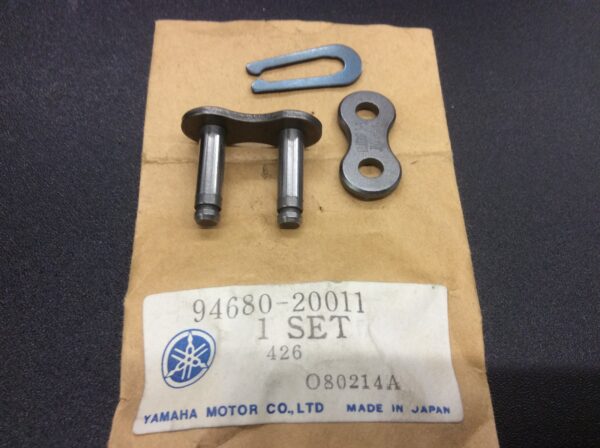 94680-20011
1 SET
426
O80214A
YAMAHA MOTOR CO.,LTD MADE IN JAPAN